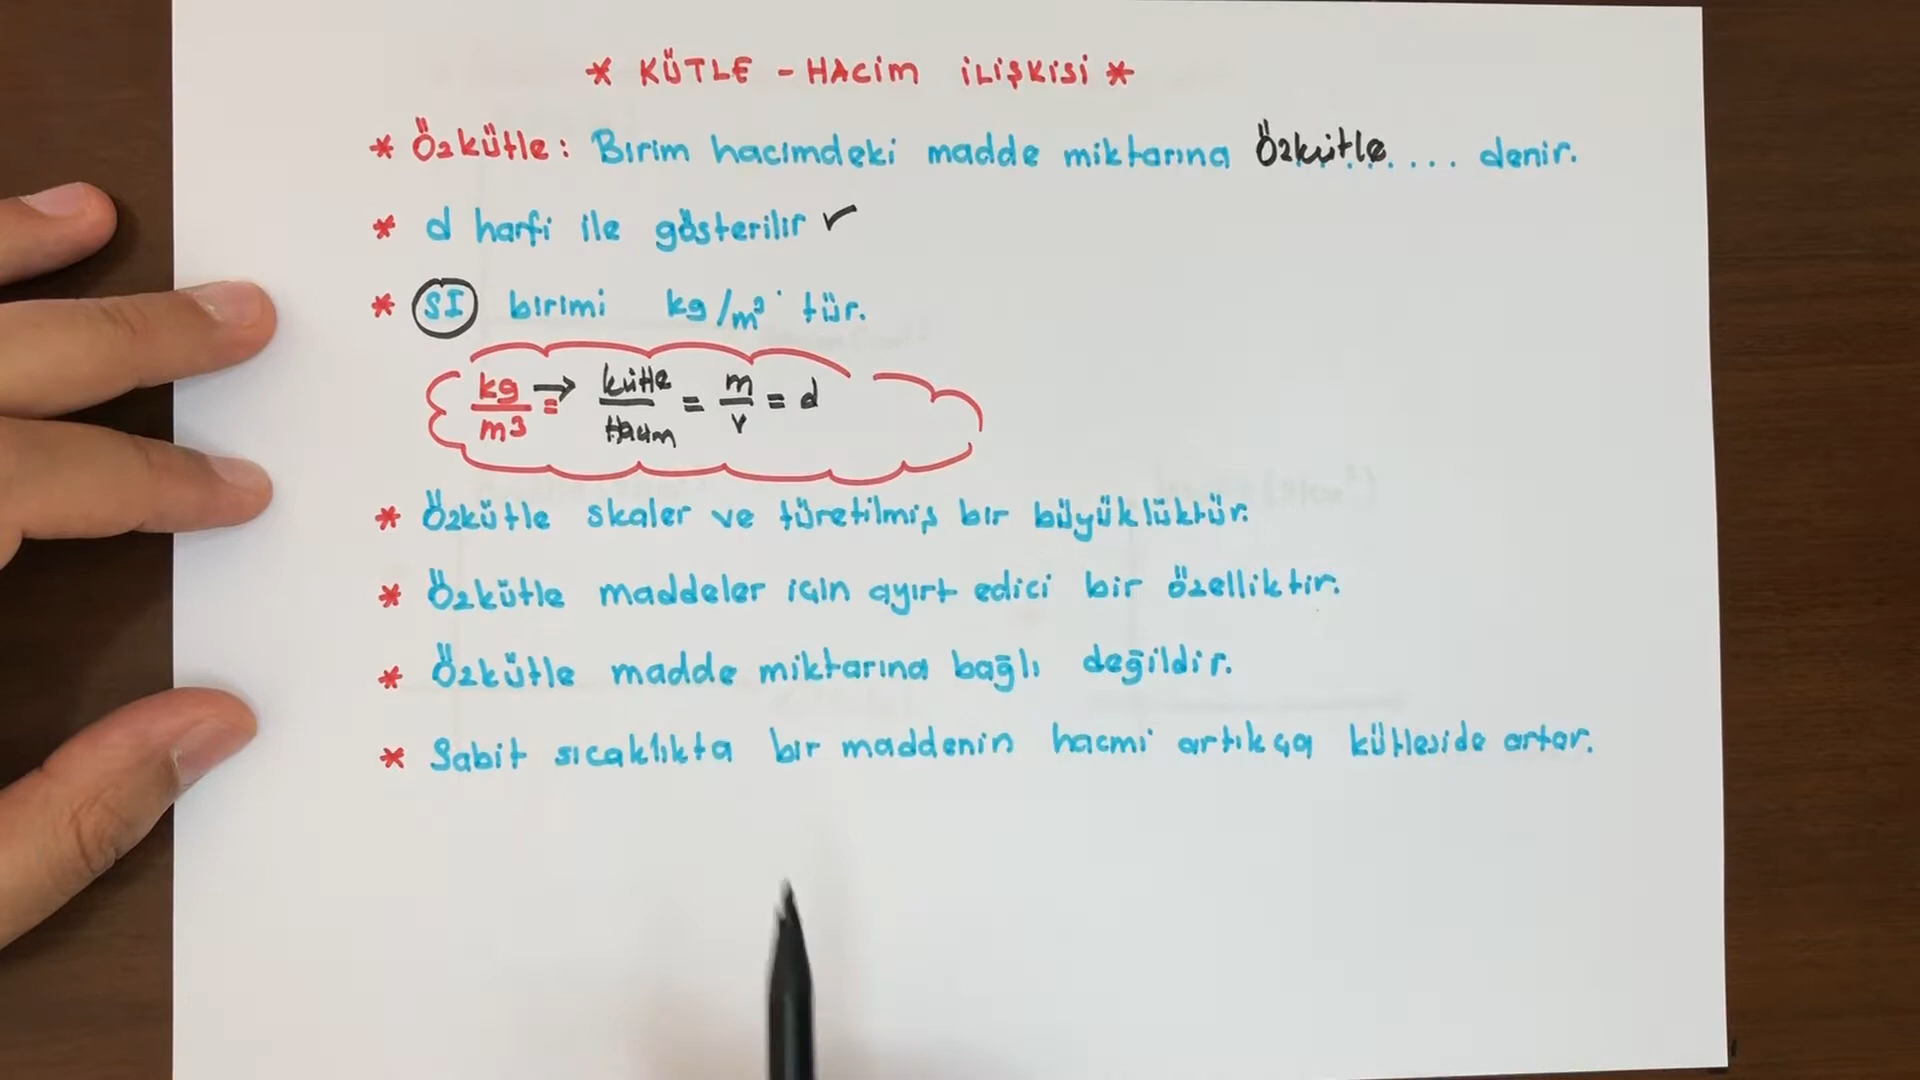 * KÜTLE - HACİM İLİŞKİSİ *
* Özkütle: Birim hacimdeki madde miktarına Özkütle.... denir.
* d harfi ile gösterilir ✓
* SI birimi kg/m³ tür.
kg/m3 = → kütle/Hacim = m/v = d
* Özkütle skaler ve türetilmiş bir büyüklüktür.
* Özkütle maddeler için ayırt edici bir özelliktir.
* Özkütle madde miktarına bağlı değildir.
* Sabit sıcaklıkta bir maddenin hacmi artıkça kütleside artar.